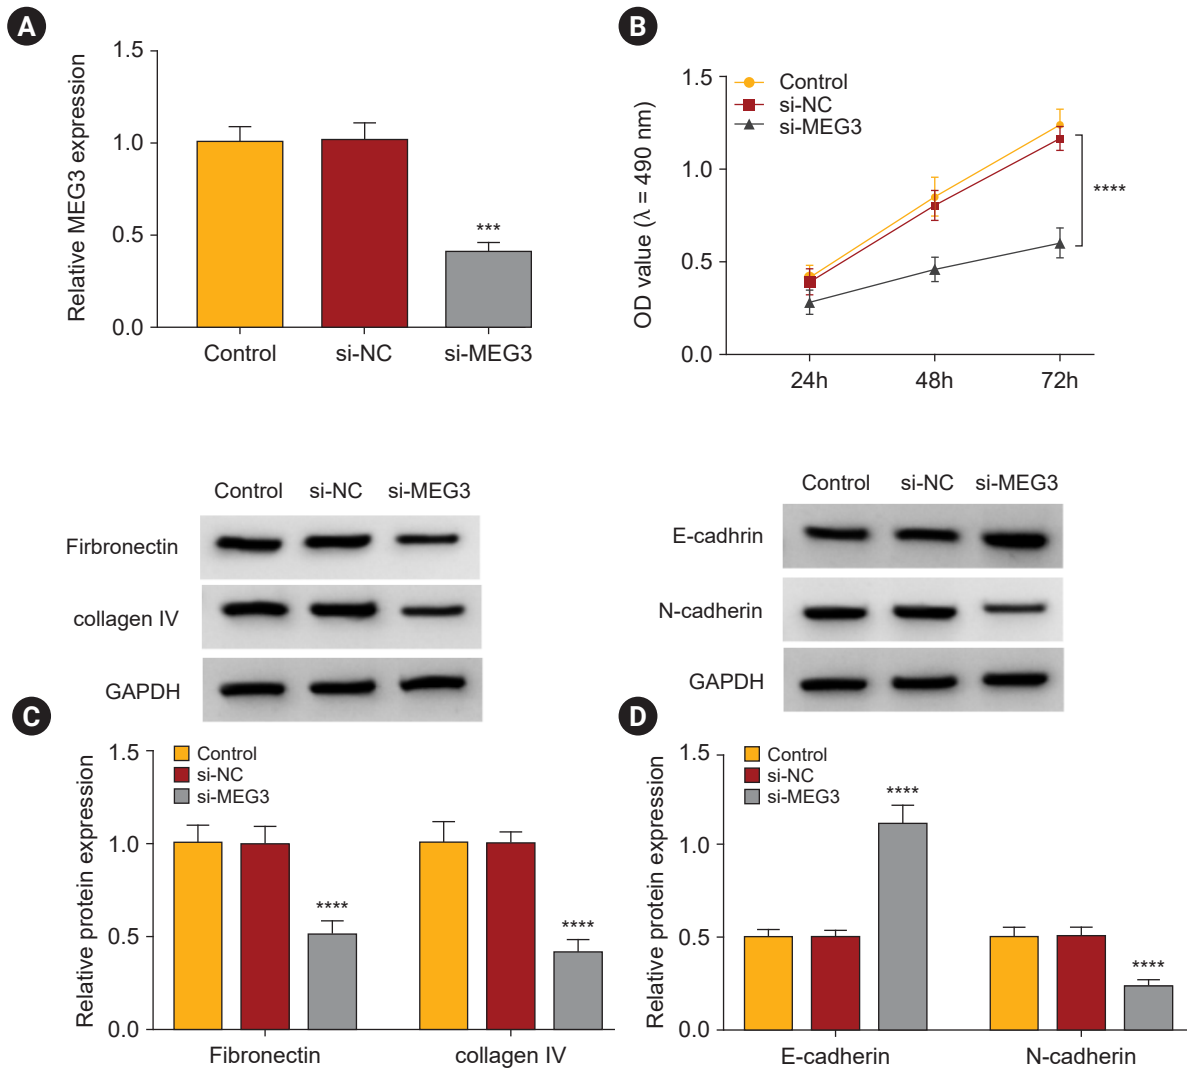 A
Relative MEG3 expression
1.5
1.0
0.5
0.0
***
Control
si-NC
si-MEG3
B
OD value (λ = 490 nm)
1.5
1.0
0.5
0.0
Control
si-NC
si-MEG3
****
24h
48h
72h
Control si-NC si-MEG3
Firbronectin
collagen IV
GAPDH
Control si-NC si-MEG3
E-cadhrin
N-cadherin
GAPDH
C
Relative protein expression
1.5
1.0
0.5
0.0
Control
si-NC
si-MEG3
****
****
Fibronectin
collagen IV
D
Relative protein expression
1.5
1.0
0.5
0.0
Control
si-NC
si-MEG3
****
****
E-cadherin
N-cadherin